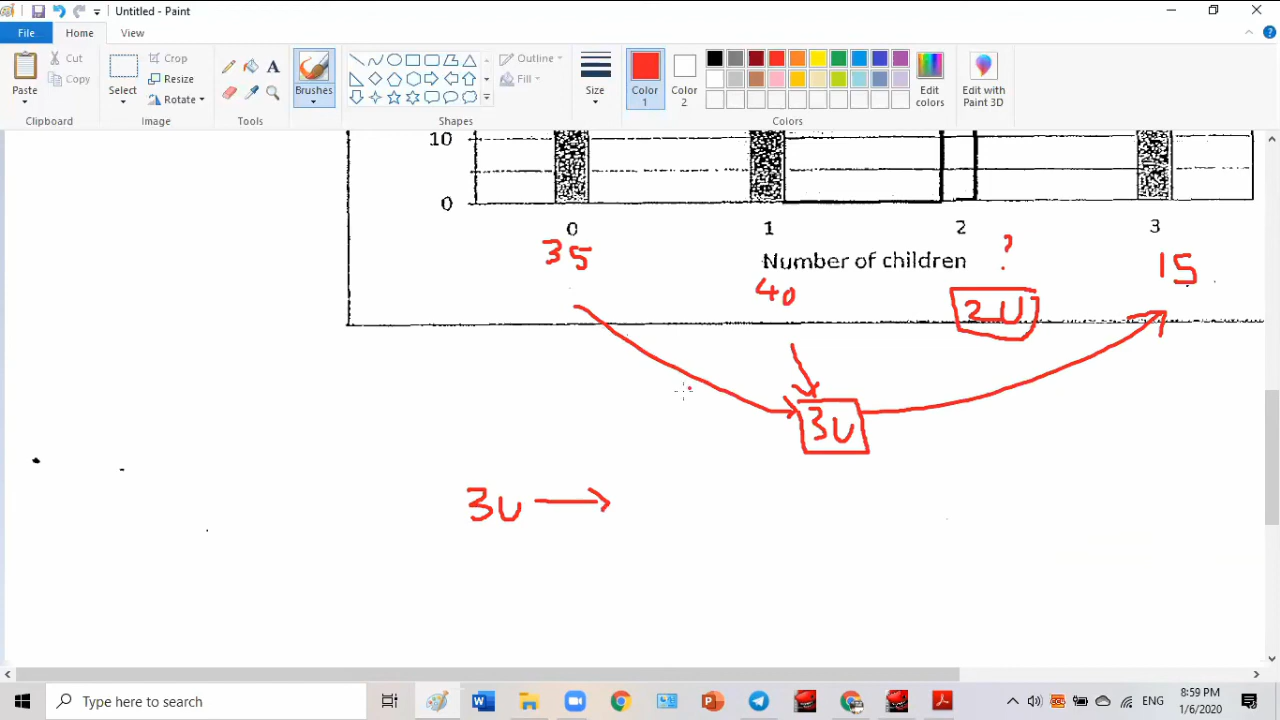 Untitled - Paint
File
Home
View
Paste
Cut
Copy
Clipboard
Select
Crop
Resize
Rotate
Image
A
Tools
Brushes
Shapes
Outline
Fill
Size
Color 1
Color 2
Edit colors
Edit with Paint 3D
Colors
10
0
0 1 2 3
35
Number of children
?
15
40
2U
3U
3U →
Type here to search
ENG
8:59 PM
1/6/2020